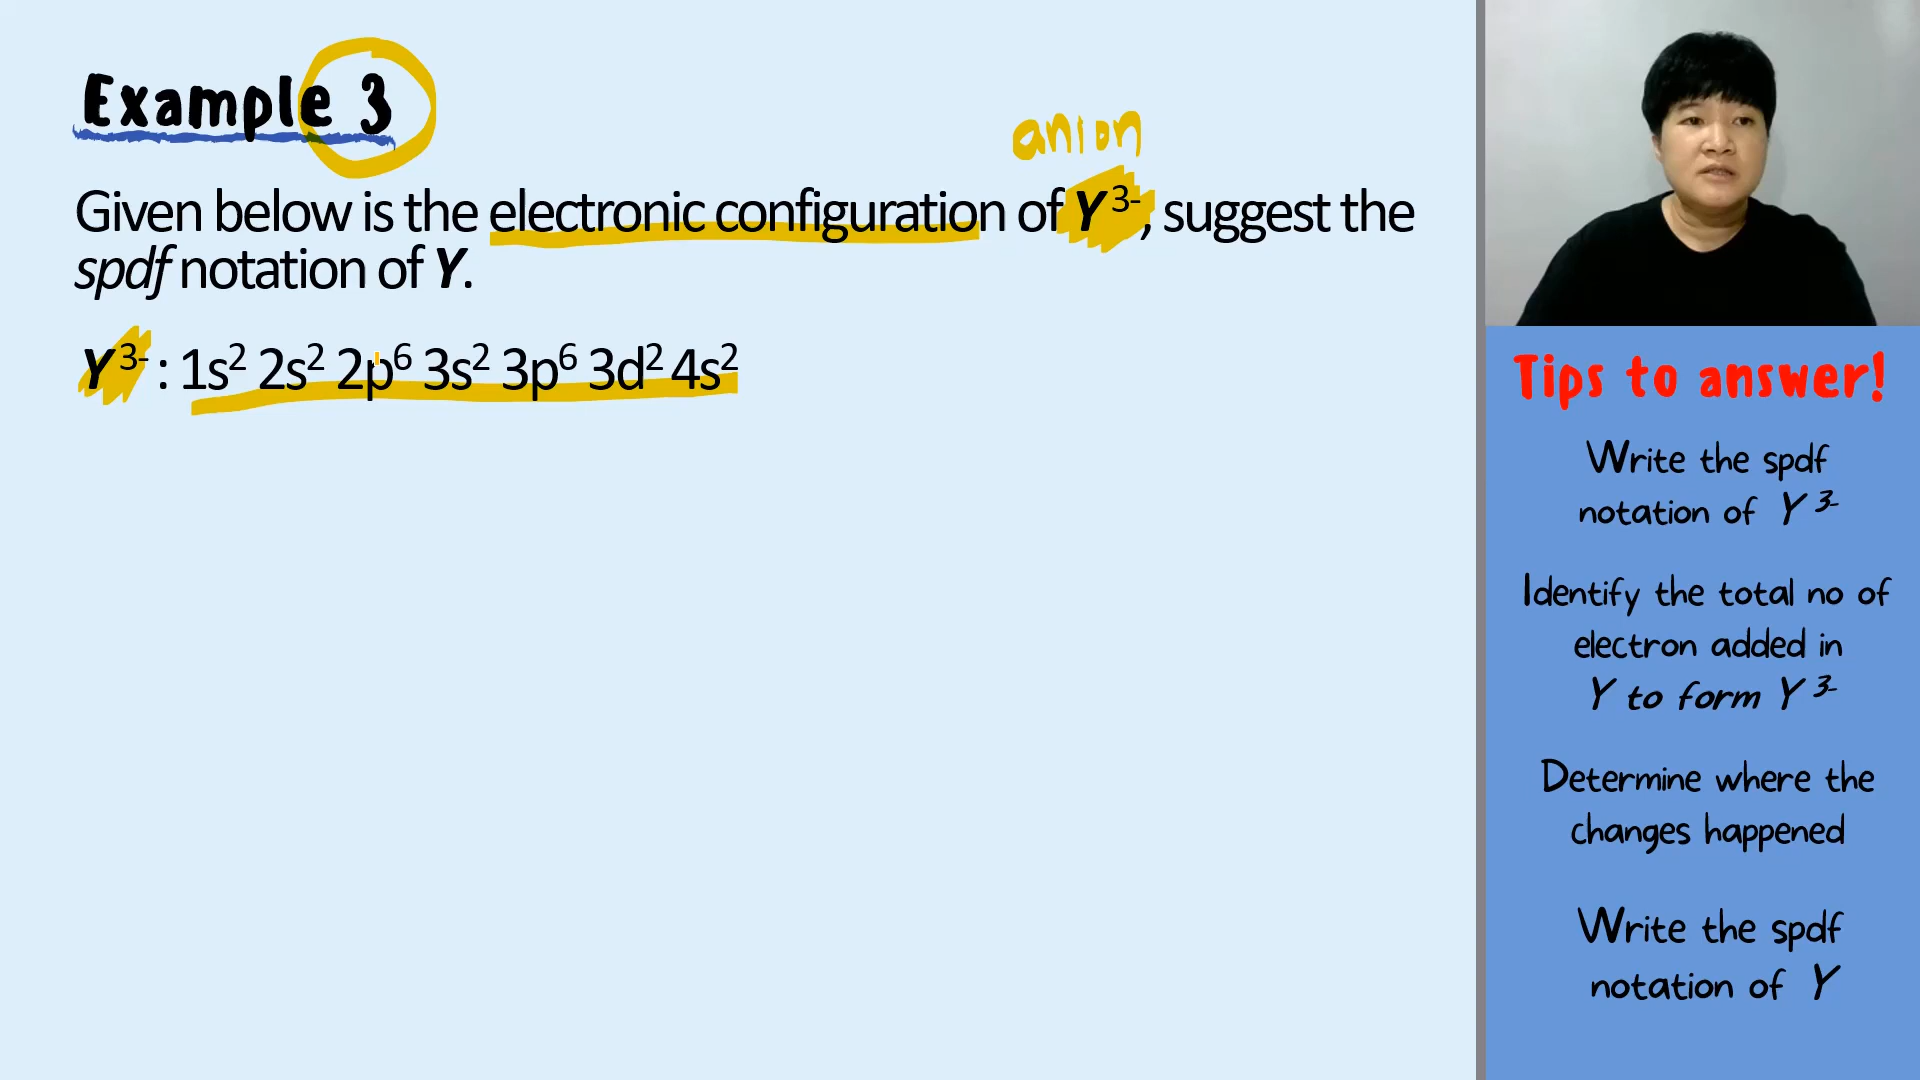 Example 3
anion
Given below is the electronic configuration of Y³⁻, suggest the
spdf notation of Y.
Y³⁻ : 1s² 2s² 2p⁶ 3s² 3p⁶ 3d² 4s²
Tips to answer!
Write the spdf
notation of Y³⁻
Identify the total no of
electron added in
Y to form Y³⁻
Determine where the
changes happened
Write the spdf
notation of Y